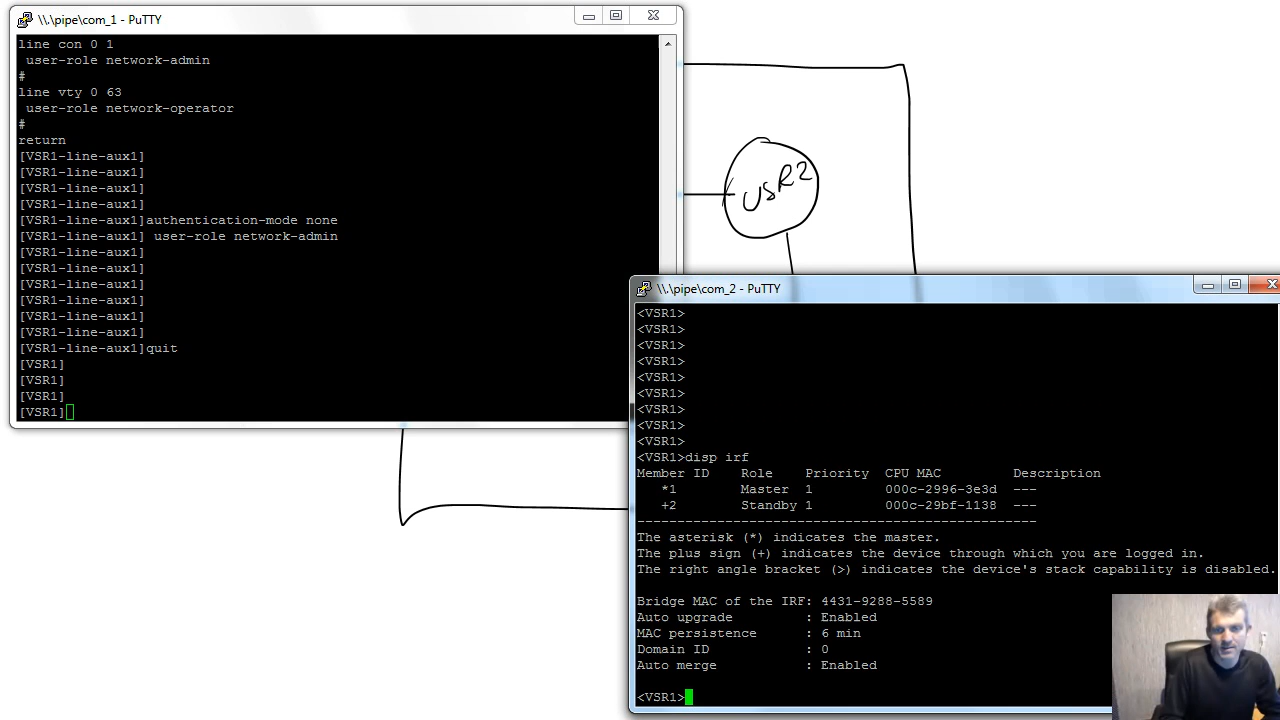 \\.\pipe\com_1 - PuTTY
line con 0 1
user-role network-admin
#
line vty 0 63
user-role network-operator
#
return
[VSR1-line-aux1]
[VSR1-line-aux1]
[VSR1-line-aux1]
[VSR1-line-aux1]
[VSR1-line-aux1]authentication-mode none
[VSR1-line-aux1] user-role network-admin
[VSR1-line-aux1]
[VSR1-line-aux1]
[VSR1-line-aux1]
[VSR1-line-aux1]
[VSR1-line-aux1]
[VSR1-line-aux1]
[VSR1-line-aux1]quit
[VSR1]
[VSR1]
[VSR1]
[VSR1]
VSR2
\\.\pipe\com_2 - PuTTY
<VSR1>
<VSR1>
<VSR1>
<VSR1>
<VSR1>
<VSR1>
<VSR1>
<VSR1>
<VSR1>
<VSR1>disp irf
Member ID Role Priority CPU MAC Description
*1 Master 1 000c-2996-3e3d ---
+2 Standby 1 000c-29bf-1138 ---
--------------------------------------------------
The asterisk (*) indicates the master.
The plus sign (+) indicates the device through which you are logged in.
The right angle bracket (>) indicates the device's stack capability is disabled.
Bridge MAC of the IRF: 4431-9288-5589
Auto upgrade : Enabled
MAC persistence : 6 min
Domain ID : 0
Auto merge : Enabled
<VSR1>